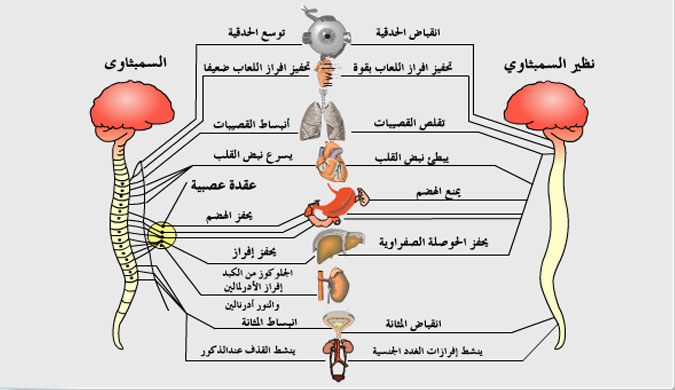 انقباض الحدقية
توسع الحدقية
نظير السمبثاوي
السمبثاوى
تحفيز افراز اللعاب بقوة
تحفيز افراز اللعاب ضعيفا
تقلص القصيبات
أنبساط القصيبات
يبطئ نبض القلب
يسرع نبض القلب
عقدة عصبية
يمنع الهضم
يحفز الهضم
يحفز الحوصلة الصفراوية
يحفز إفراز
الجلوكوز من الكبد
إفراز الأدرلمالين
والنور أدرنالين
انقباض المثانة
انبساط المثانة
ينشط إفرازات الغدد الجنسية
ينشط القذف عندالذكور